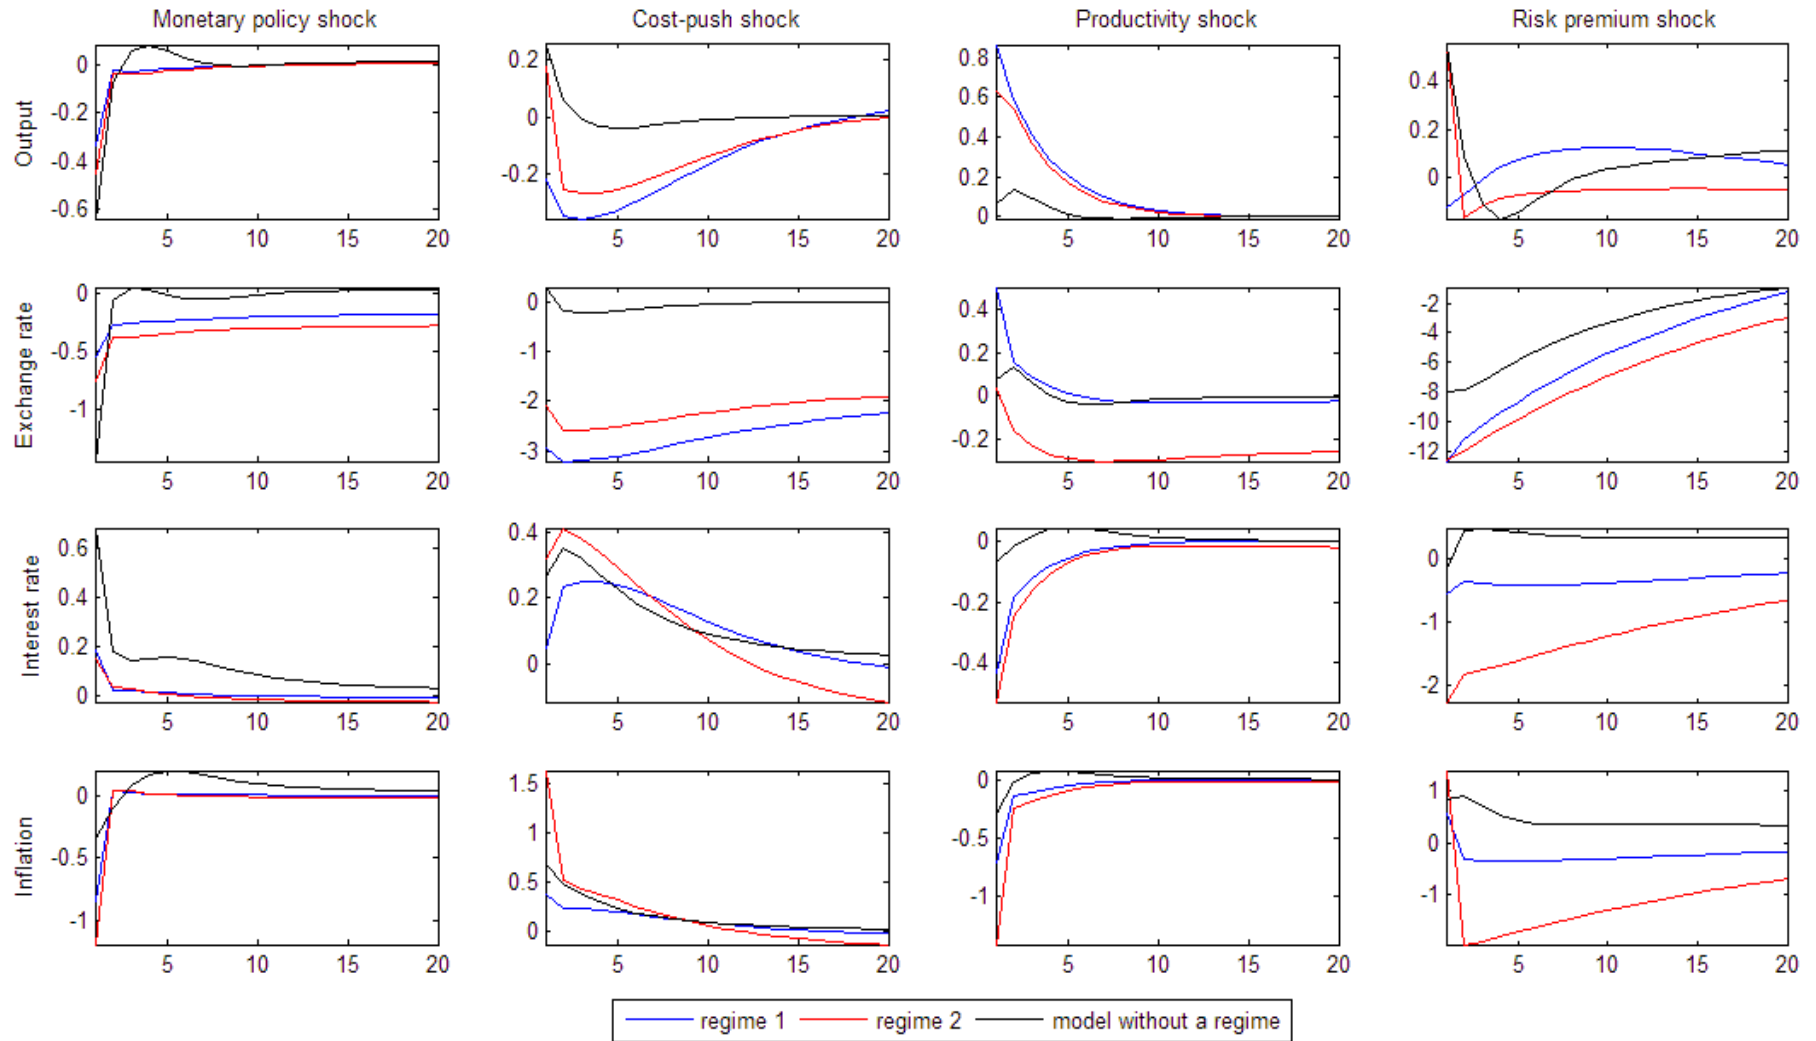 Monetary policy shock Cost-push shock Productivity shock Risk premium shock
Output
0
-0.2
-0.4
-0.6
5 10 15 20
0.2
0
-0.2
5 10 15 20
0.8
0.6
0.4
0.2
0
5 10 15 20
0.4
0.2
0
5 10 15 20
Exchange rate
0
-0.5
-1
5 10 15 20
0
-1
-2
-3
5 10 15 20
0.4
0.2
0
-0.2
5 10 15 20
-2
-4
-6
-8
-10
-12
5 10 15 20
Interest rate
0.6
0.4
0.2
0
5 10 15 20
0.4
0.2
0
5 10 15 20
0
-0.2
-0.4
5 10 15 20
0
-1
-2
5 10 15 20
Inflation
0
-0.5
-1
5 10 15 20
1.5
1
0.5
0
5 10 15 20
0
-0.5
-1
5 10 15 20
1
0
-1
5 10 15 20
regime 1 regime 2 model without a regime